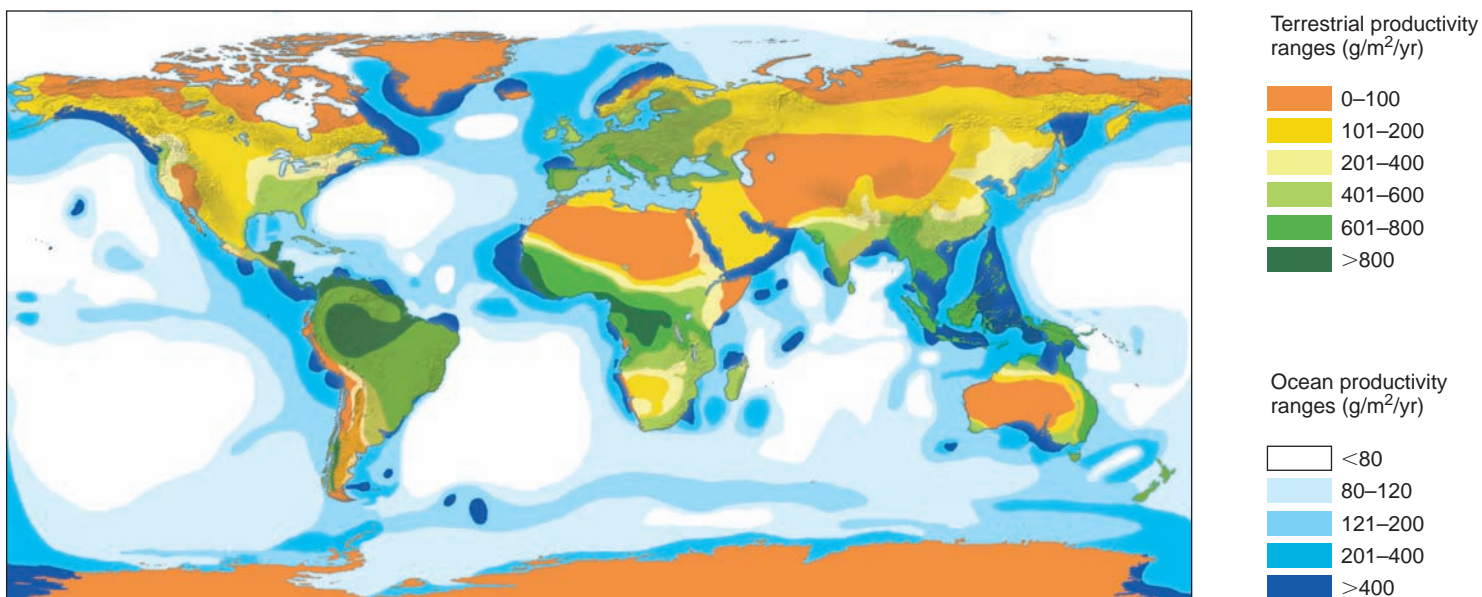 Terrestrial productivity
ranges (g/m²/yr)
0–100
101–200
201–400
401–600
601–800
>800
Ocean productivity
ranges (g/m²/yr)
<80
80–120
121–200
201–400
>400